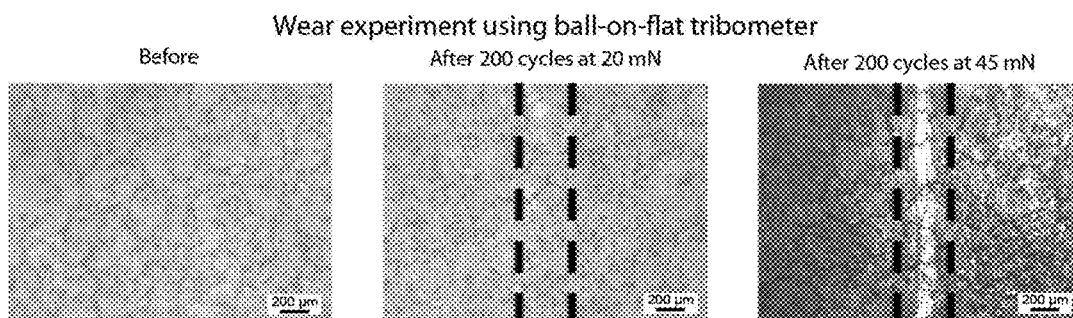 Wear experiment using ball-on-flat tribometer
Before
After 200 cycles at 20 mN
After 200 cycles at 45 mN
200 µm
200 µm
200 µm